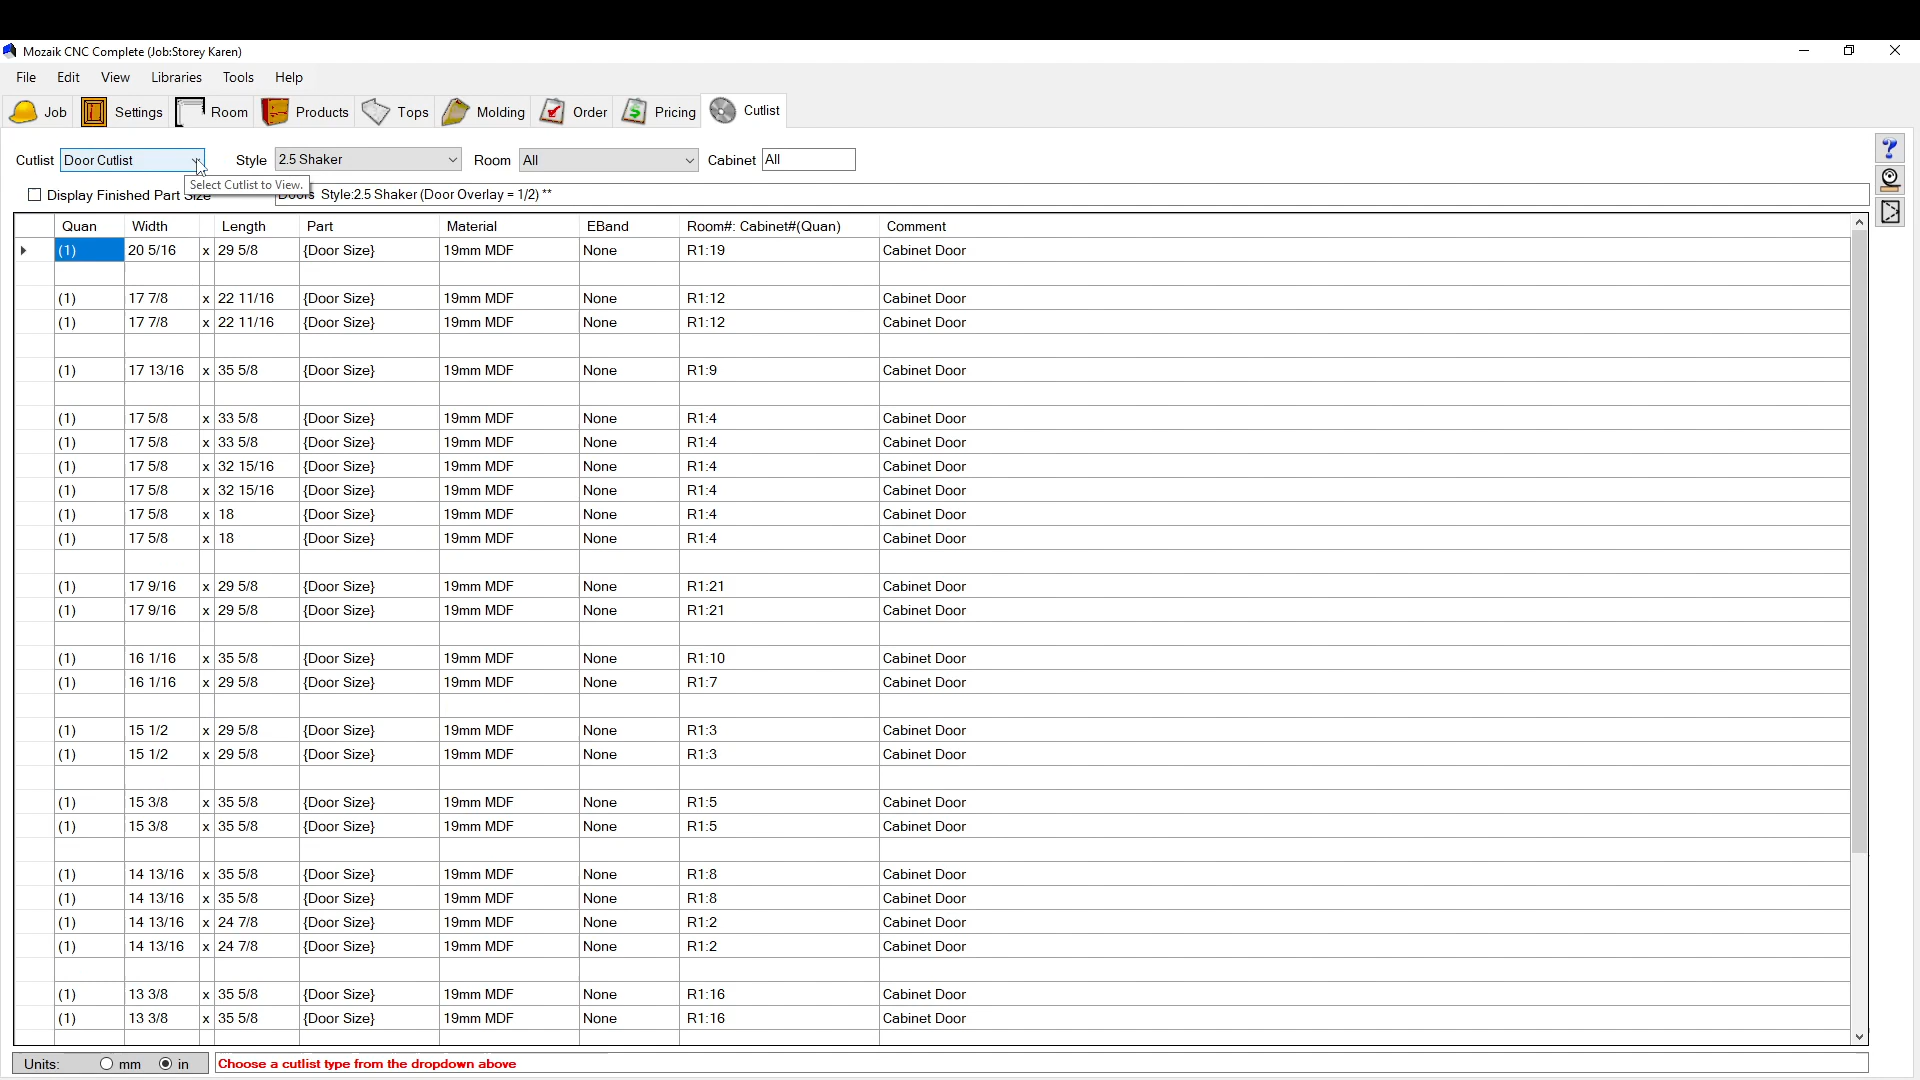 Mozaik CNC Complete (Job:Storey Karen)
File Edit View Libraries Tools Help
Job Settings Room Products Tops Molding Order Pricing Cutlist
Cutlist Door Cutlist Style 2.5 Shaker Room All Cabinet All
Select Cutlist to View.
Display Finished Part Size Doors Style:2.5 Shaker (Door Overlay = 1/2) **
Quan Width Length Part Material EBand Room#: Cabinet#(Quan) Comment
(1) 20 5/16 x 29 5/8 {Door Size} 19mm MDF None R1:19 Cabinet Door
(1) 17 7/8 x 22 11/16 {Door Size} 19mm MDF None R1:12 Cabinet Door
(1) 17 7/8 x 22 11/16 {Door Size} 19mm MDF None R1:12 Cabinet Door
(1) 17 13/16 x 35 5/8 {Door Size} 19mm MDF None R1:9 Cabinet Door
(1) 17 5/8 x 33 5/8 {Door Size} 19mm MDF None R1:4 Cabinet Door
(1) 17 5/8 x 33 5/8 {Door Size} 19mm MDF None R1:4 Cabinet Door
(1) 17 5/8 x 32 15/16 {Door Size} 19mm MDF None R1:4 Cabinet Door
(1) 17 5/8 x 32 15/16 {Door Size} 19mm MDF None R1:4 Cabinet Door
(1) 17 5/8 x 18 {Door Size} 19mm MDF None R1:4 Cabinet Door
(1) 17 5/8 x 18 {Door Size} 19mm MDF None R1:4 Cabinet Door
(1) 17 9/16 x 29 5/8 {Door Size} 19mm MDF None R1:21 Cabinet Door
(1) 17 9/16 x 29 5/8 {Door Size} 19mm MDF None R1:21 Cabinet Door
(1) 16 1/16 x 35 5/8 {Door Size} 19mm MDF None R1:10 Cabinet Door
(1) 16 1/16 x 29 5/8 {Door Size} 19mm MDF None R1:7 Cabinet Door
(1) 15 1/2 x 29 5/8 {Door Size} 19mm MDF None R1:3 Cabinet Door
(1) 15 1/2 x 29 5/8 {Door Size} 19mm MDF None R1:3 Cabinet Door
(1) 15 3/8 x 35 5/8 {Door Size} 19mm MDF None R1:5 Cabinet Door
(1) 15 3/8 x 35 5/8 {Door Size} 19mm MDF None R1:5 Cabinet Door
(1) 14 13/16 x 35 5/8 {Door Size} 19mm MDF None R1:8 Cabinet Door
(1) 14 13/16 x 35 5/8 {Door Size} 19mm MDF None R1:8 Cabinet Door
(1) 14 13/16 x 24 7/8 {Door Size} 19mm MDF None R1:2 Cabinet Door
(1) 14 13/16 x 24 7/8 {Door Size} 19mm MDF None R1:2 Cabinet Door
(1) 13 3/8 x 35 5/8 {Door Size} 19mm MDF None R1:16 Cabinet Door
(1) 13 3/8 x 35 5/8 {Door Size} 19mm MDF None R1:16 Cabinet Door
Units: mm in Choose a cutlist type from the dropdown above